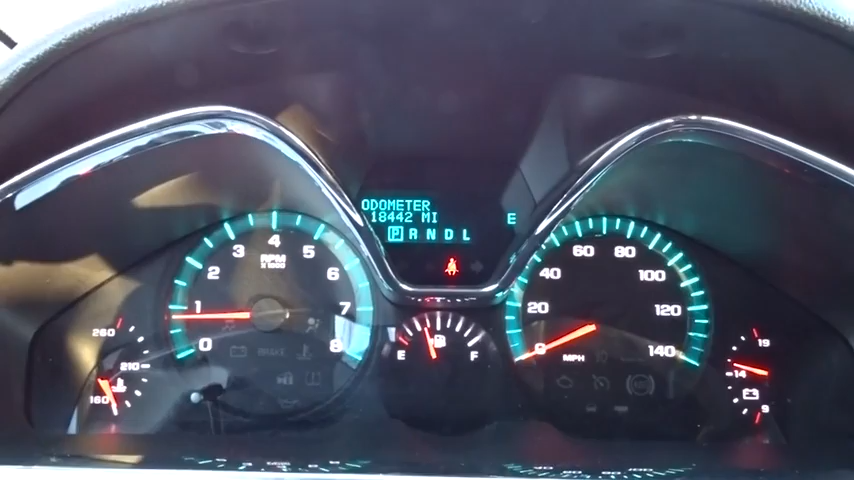 ODOMETER
18442 MI
E
P R N D L
0 1 2 3 4 5 6 7 8
RPM
X1000
BRAKE
160 210 260
E F
0 20 40 60 80 100 120 140
MPH
9 14 19